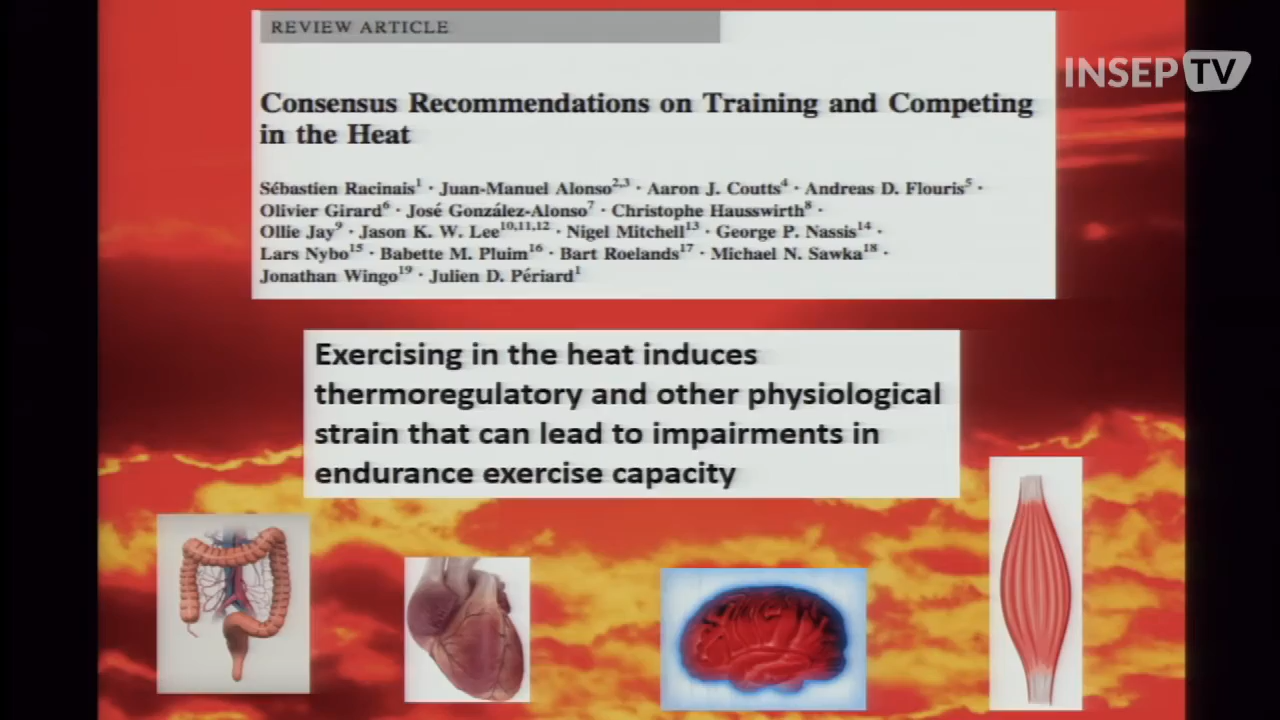 REVIEW ARTICLE
INSEP TV
Consensus Recommendations on Training and Competing
in the Heat
Sébastien Racinais¹ · Juan-Manuel Alonso²,³ · Aaron J. Coutts⁴ · Andreas D. Flouris⁵ ·
Olivier Girard⁶ · José González-Alonso⁷ · Christophe Hausswirth⁸ ·
Ollie Jay⁹ · Jason K. W. Lee¹⁰,¹¹,¹² · Nigel Mitchell¹³ · George P. Nassis¹⁴ ·
Lars Nybo¹⁵ · Babette M. Pluim¹⁶ · Bart Roelands¹⁷ · Michael N. Sawka¹⁸ ·
Jonathan Wingo¹⁹ · Julien D. Périard¹
Exercising in the heat induces
thermoregulatory and other physiological
strain that can lead to impairments in
endurance exercise capacity